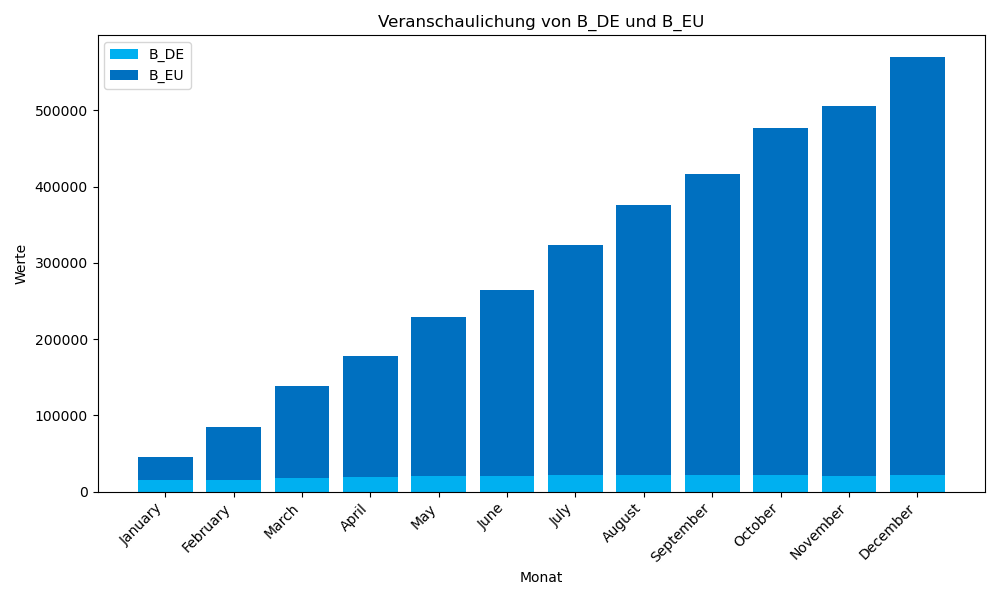 Veranschaulichung von B_DE und B_EU
B_DE
B_EU
500000
400000
300000
200000
100000
0
Werte
January
February
March
April
May
June
July
August
September
October
November
December
Monat